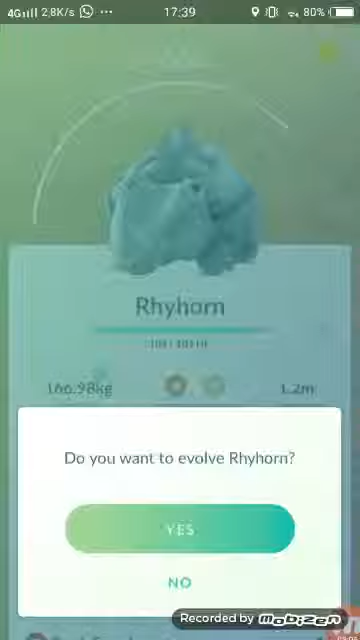 4G 2,8K/s ... 17:39 80%
Rhyhorn
166.98kg 1.2m
Do you want to evolve Rhyhorn?
YES
NO
Recorded by mobizen